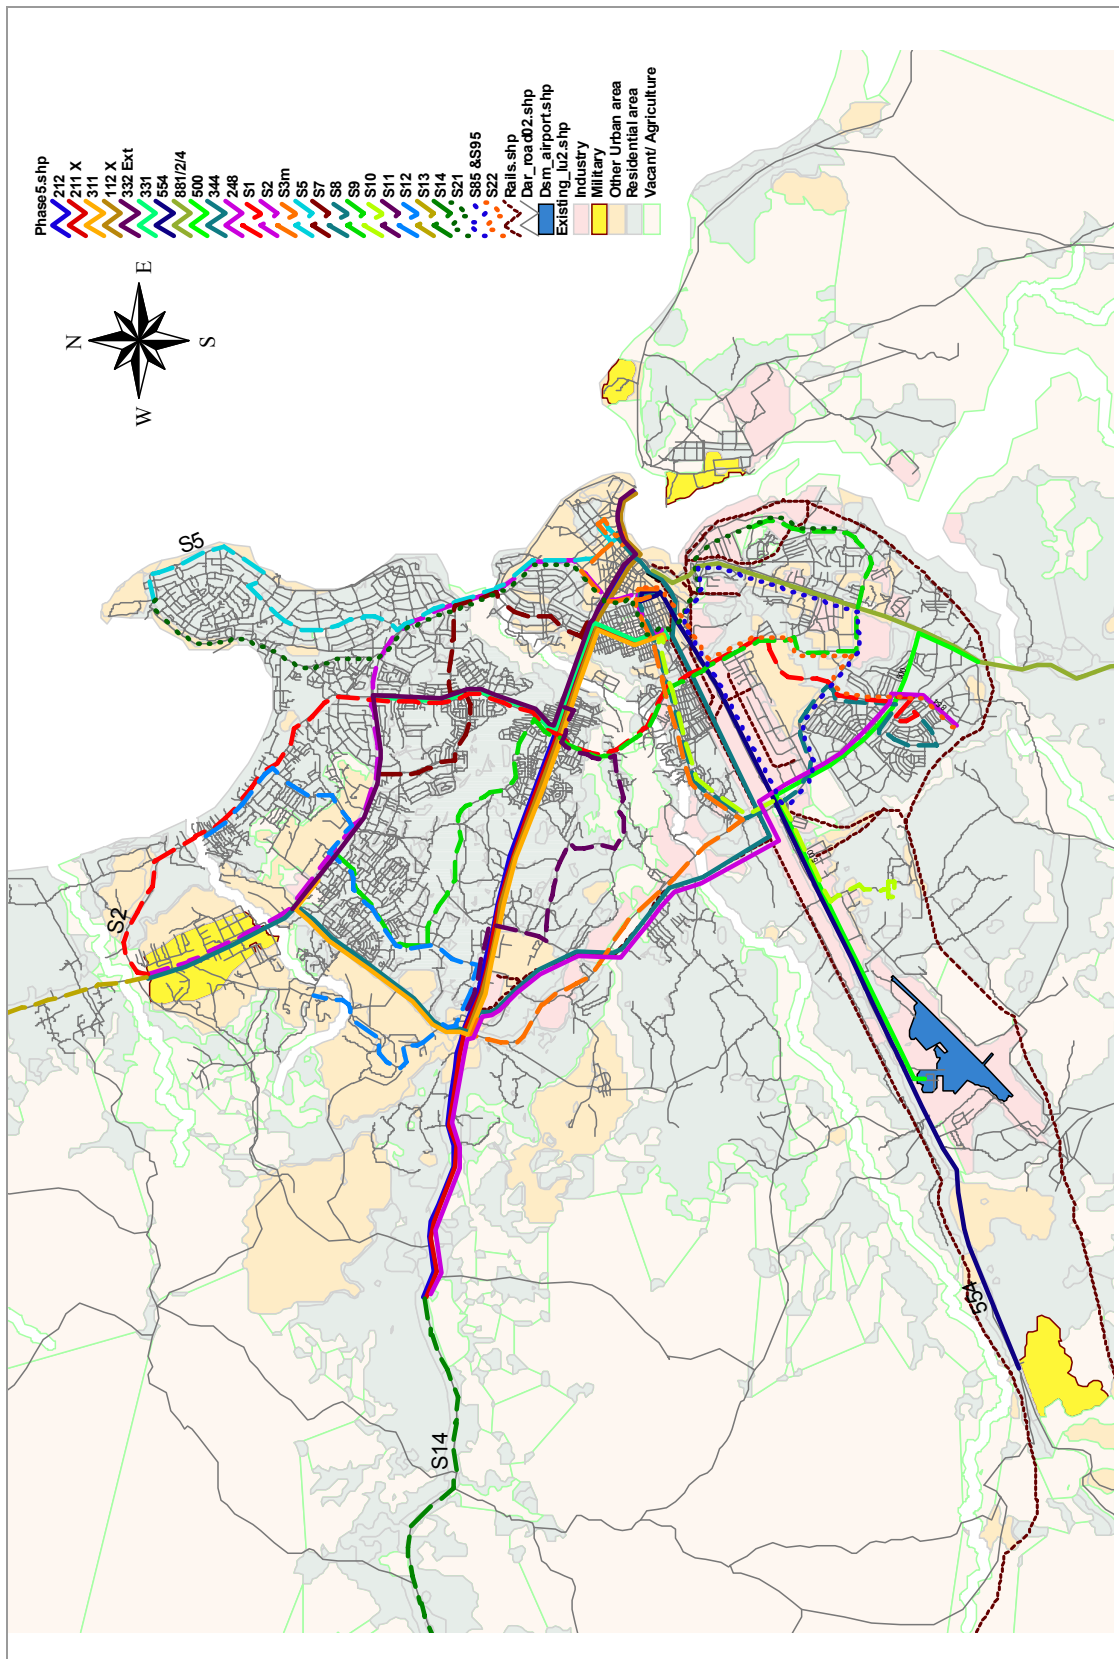 Phase5.shp
212
211 X
311
112 X
332 Ext
331
554
881/2/4
500
344
248
S1
S2
S3m
S5
S7
S8
S9
S10
S11
S12
S13
S14
S21
S85 &S95
S22
Rails.shp
Dar_road02.shp
Dsm_airport.shp
Existing_lu2.shp
Industry
Military
Other Urban area
Residential area
Vacant/ Agriculture
N
E
S
W
S5
S2
S14
554